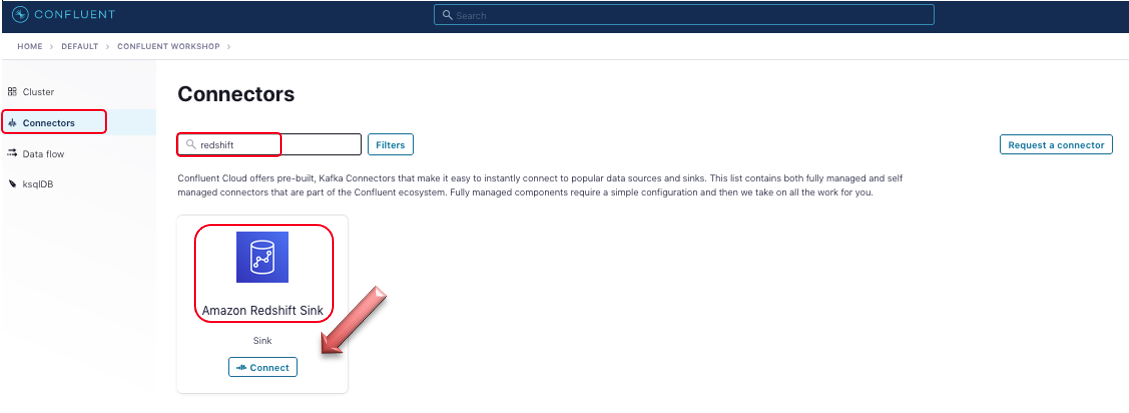 CONFLUENT
Search
HOME > DEFAULT > CONFLUENT WORKSHOP >
Cluster
Connectors
Data flow
ksqlDB
Connectors
redshift
Filters
Request a connector
Confluent Cloud offers pre-built, Kafka Connectors that make it easy to instantly connect to popular data sources and sinks. This list contains both fully managed and self
managed connectors that are part of the Confluent ecosystem. Fully managed components require a simple configuration and then we take on all the work for you.
Amazon Redshift Sink
Sink
Connect